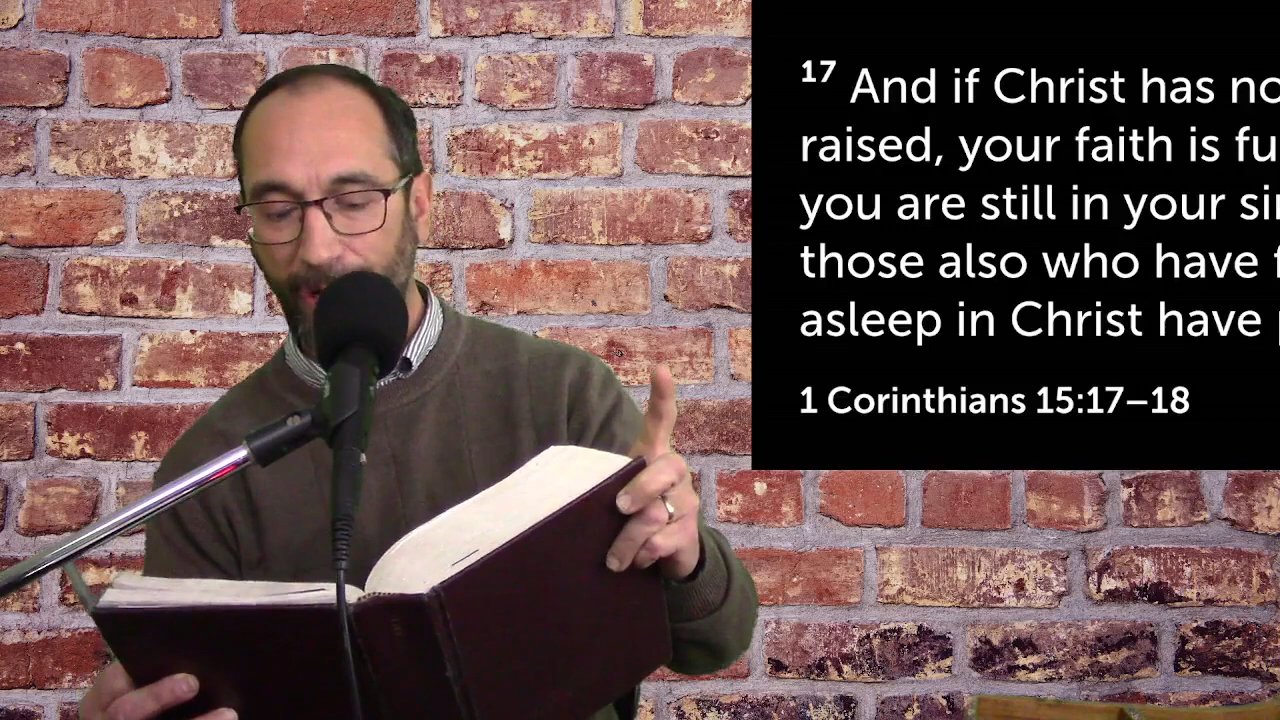 17 And if Christ has
raised, your faith is
you are still in your
those also who have
asleep in Christ have
1 Corinthians 15:17–18